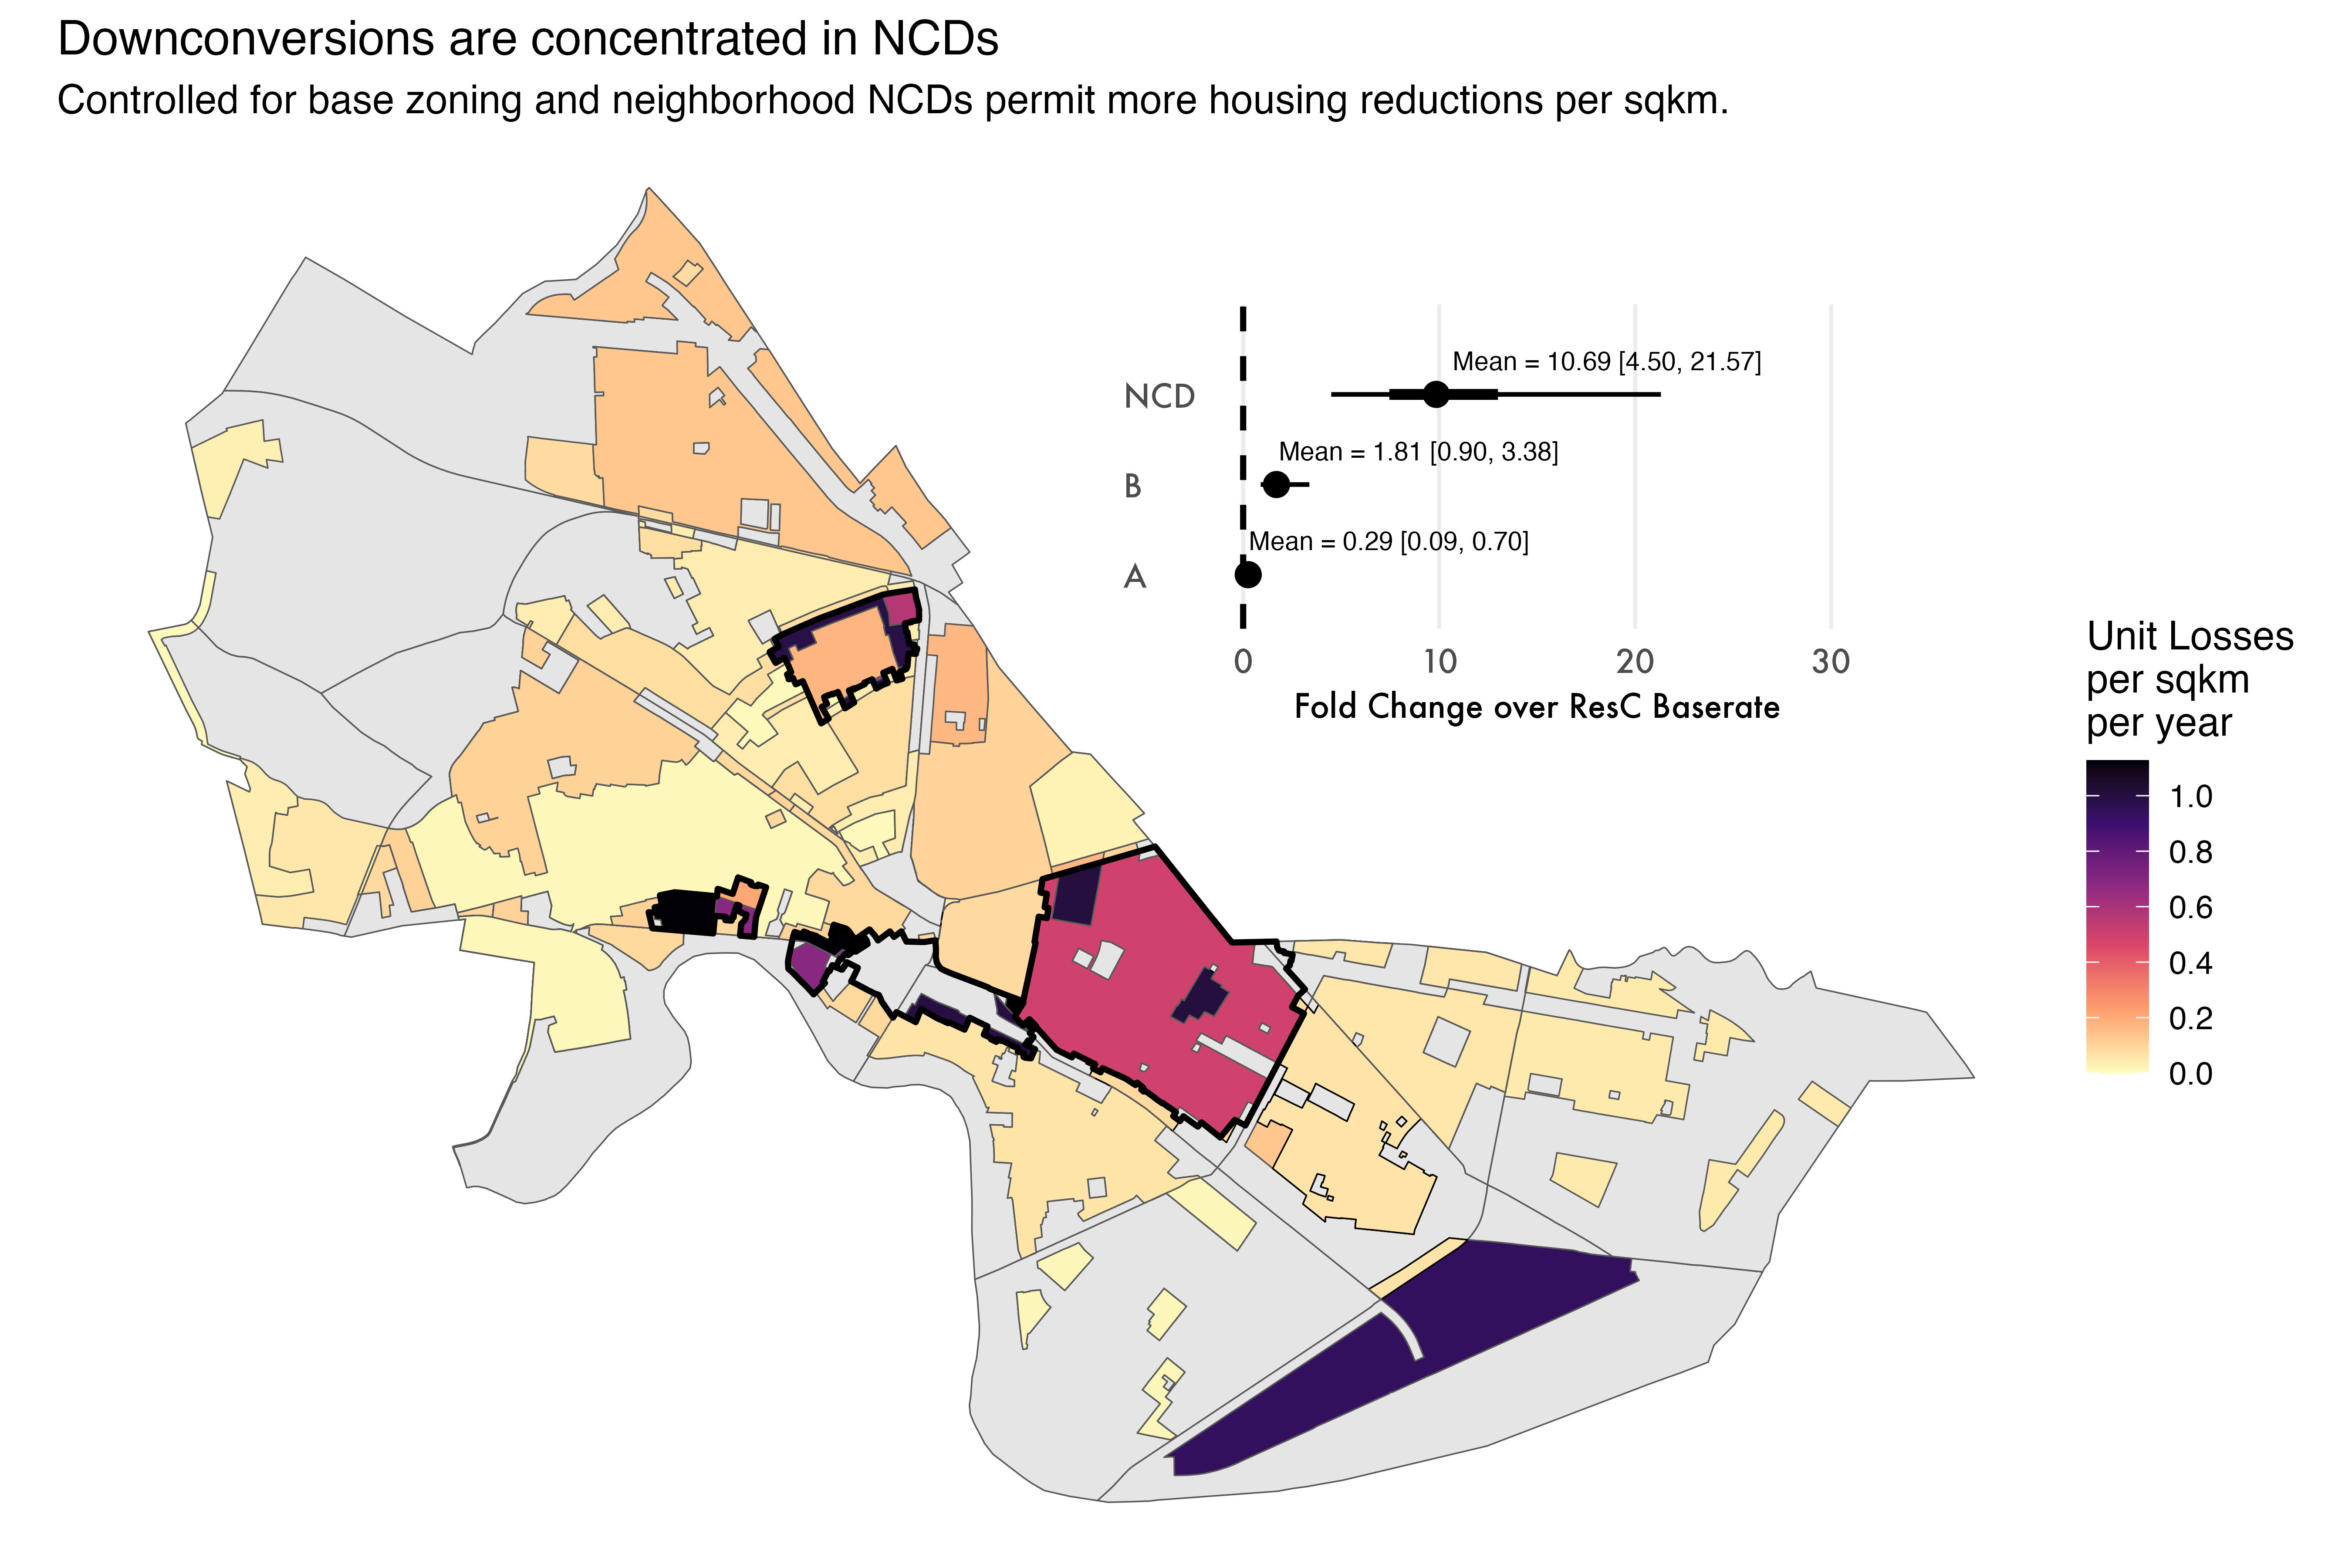 Downconversions are concentrated in NCDs
Controlled for base zoning and neighborhood NCDs permit more housing reductions per sqkm.
Mean = 10.69 [4.50, 21.57]
NCD
Mean = 1.81 [0.90, 3.38]
B
Mean = 0.29 [0.09, 0.70]
A
0 10 20 30
Fold Change over ResC Baserate
Unit Losses
per sqkm
per year
1.0
0.8
0.6
0.4
0.2
0.0